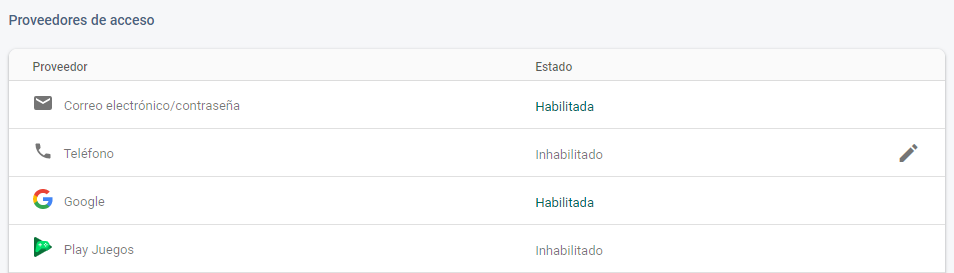 Proveedores de acceso
Proveedor Estado
Correo electrónico/contraseña Habilitada
Teléfono Inhabilitado
Google Habilitada
Play Juegos Inhabilitado